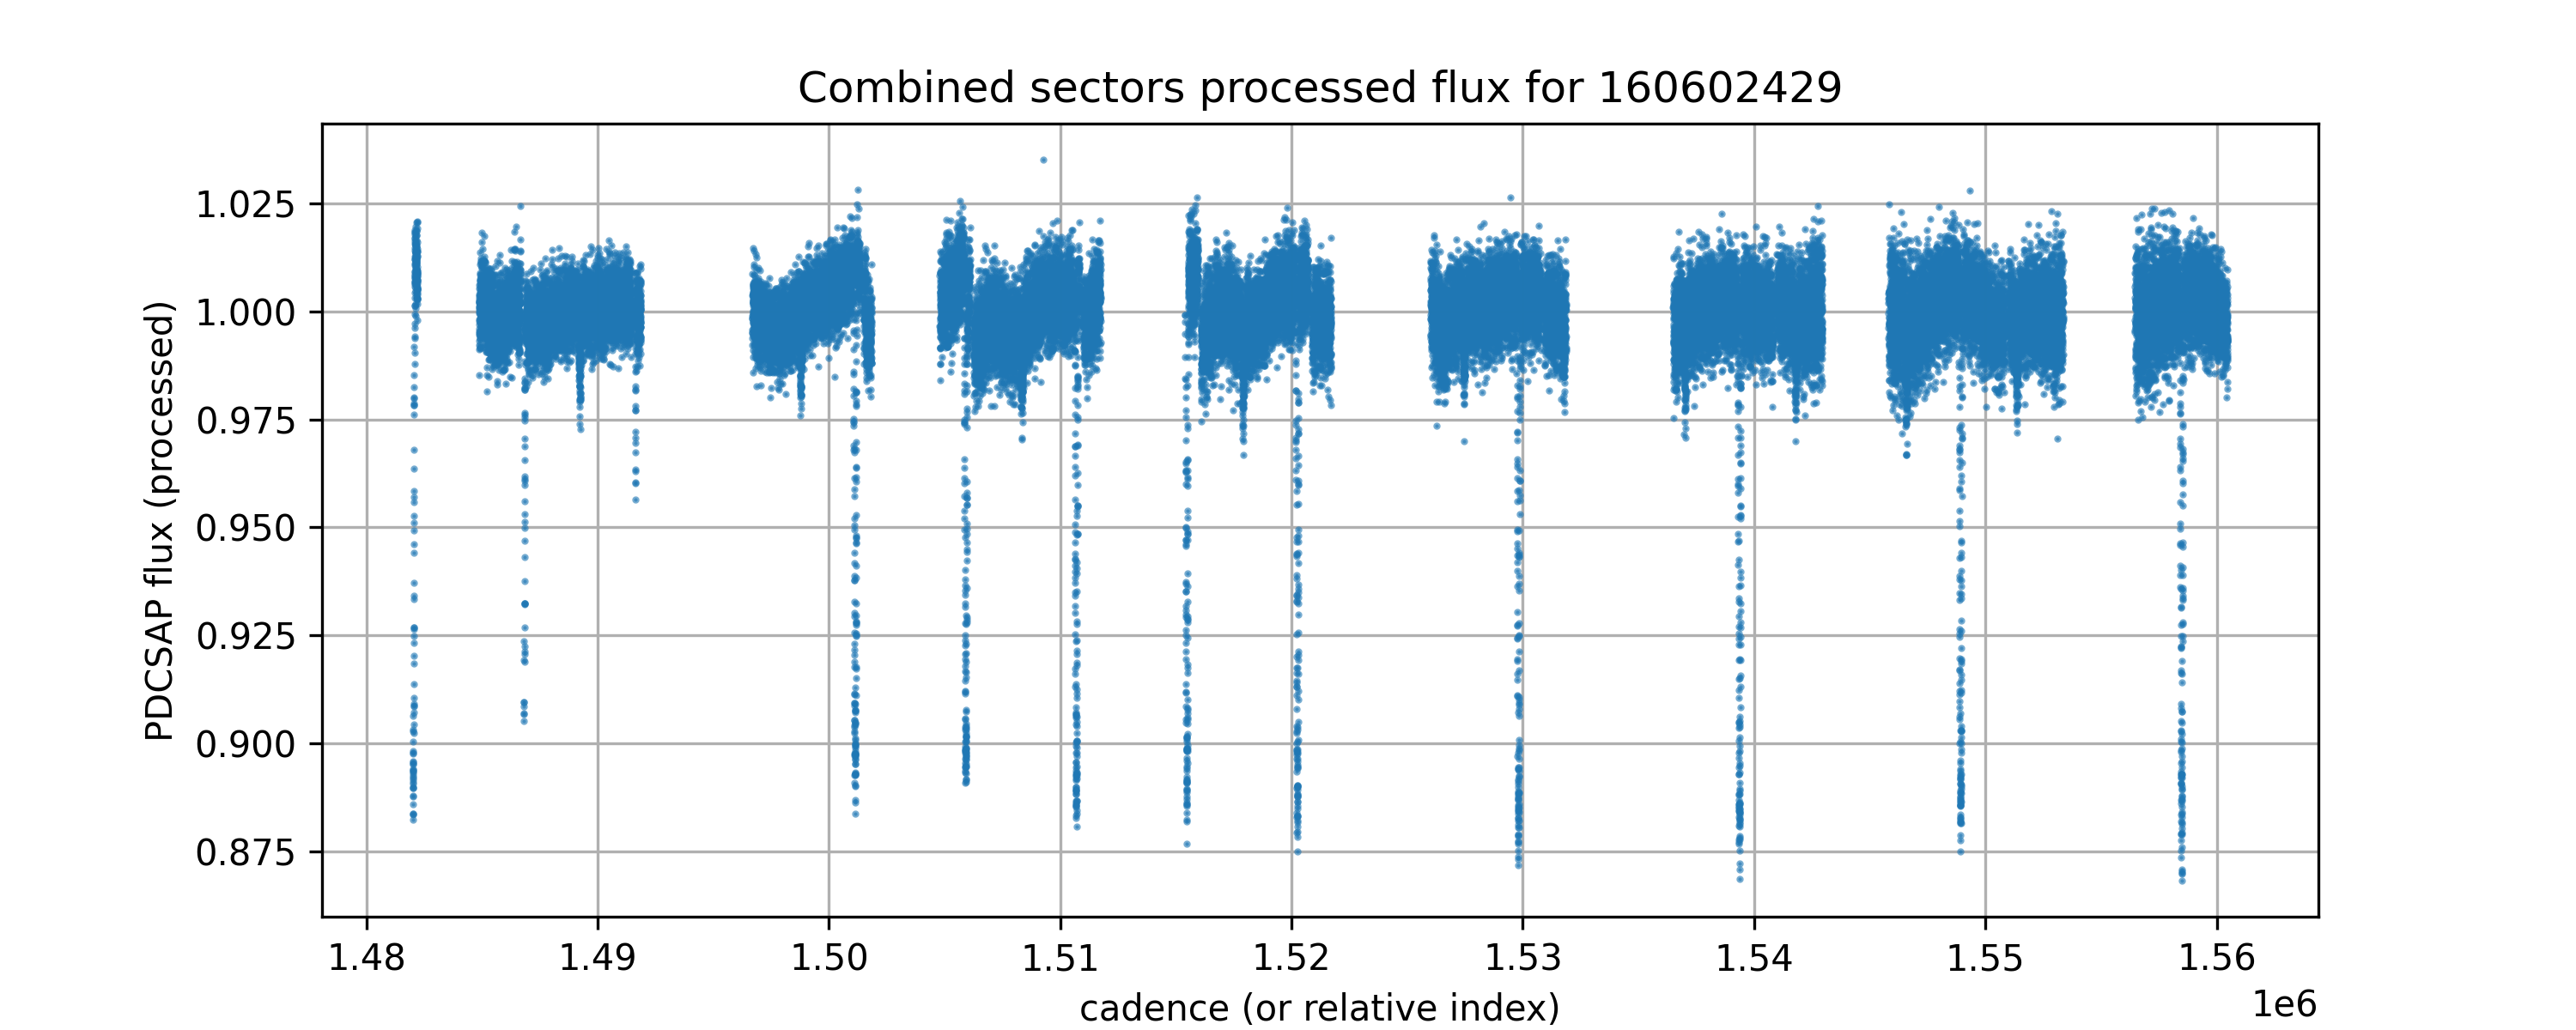 Combined sectors processed flux for 160602429
PDCSAP flux (processed)
1.025
1.000
0.975
0.950
0.925
0.900
0.875
1.48 1.49 1.50 1.51 1.52 1.53 1.54 1.55 1.56
cadence (or relative index)
1e6